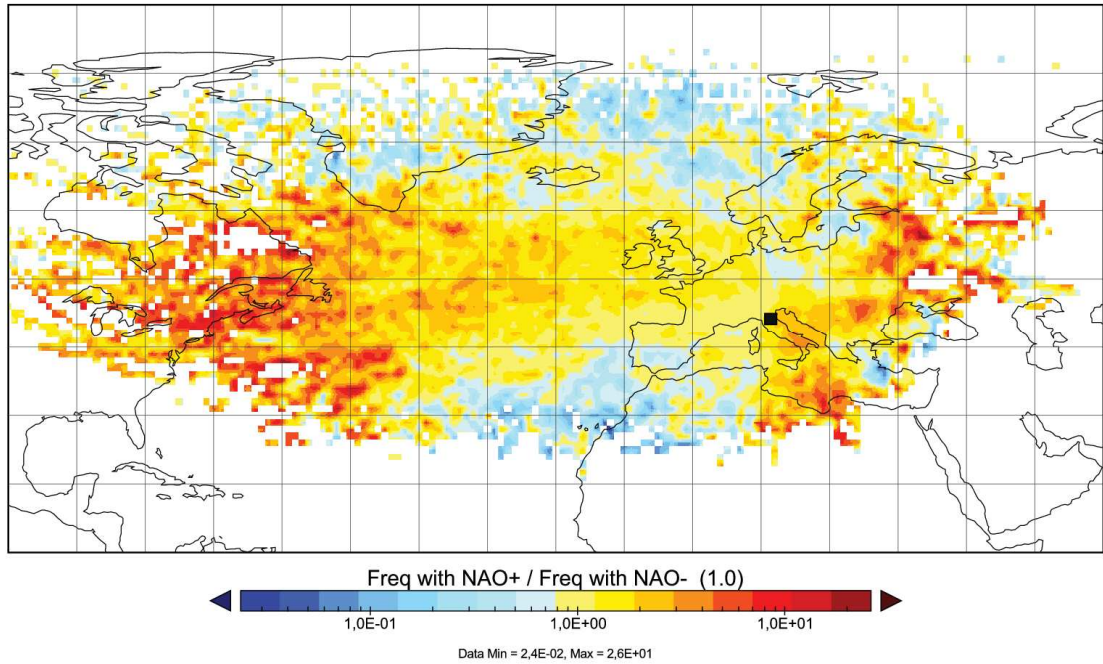 Freq with NAO+ / Freq with NAO- (1.0)
1,0E-01 1,0E+00 1,0E+01
Data Min = 2,4E-02, Max = 2,6E+01